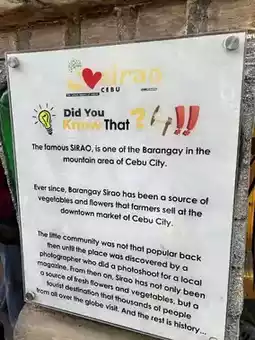 sirao
CEBU
Did You
Know That ?4!!
The famous SIRAO, is one of the Barangay in the
mountain area of Cebu City.
Ever since, Barangay Sirao has been a source of
vegetables and flowers that farmers sell at the
downtown market of Cebu City.
The little community was not that popular back
then until the place was discovered by a
photographer who did a photoshoot for a local
magazine. From then on, Sirao has not only been
a source of fresh flowers and vegetables, but a
tourist destination that thousands of people
from all over the globe visit. And the rest is history...